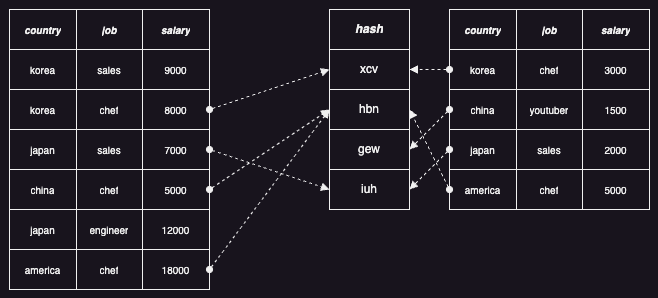 country job salary
korea sales 9000
korea chef 8000
japan sales 7000
china chef 5000
japan engineer 12000
america chef 18000
hash
xcv
hbn
gew
iuh
country job salary
korea chef 3000
china youtuber 1500
japan sales 2000
america chef 5000